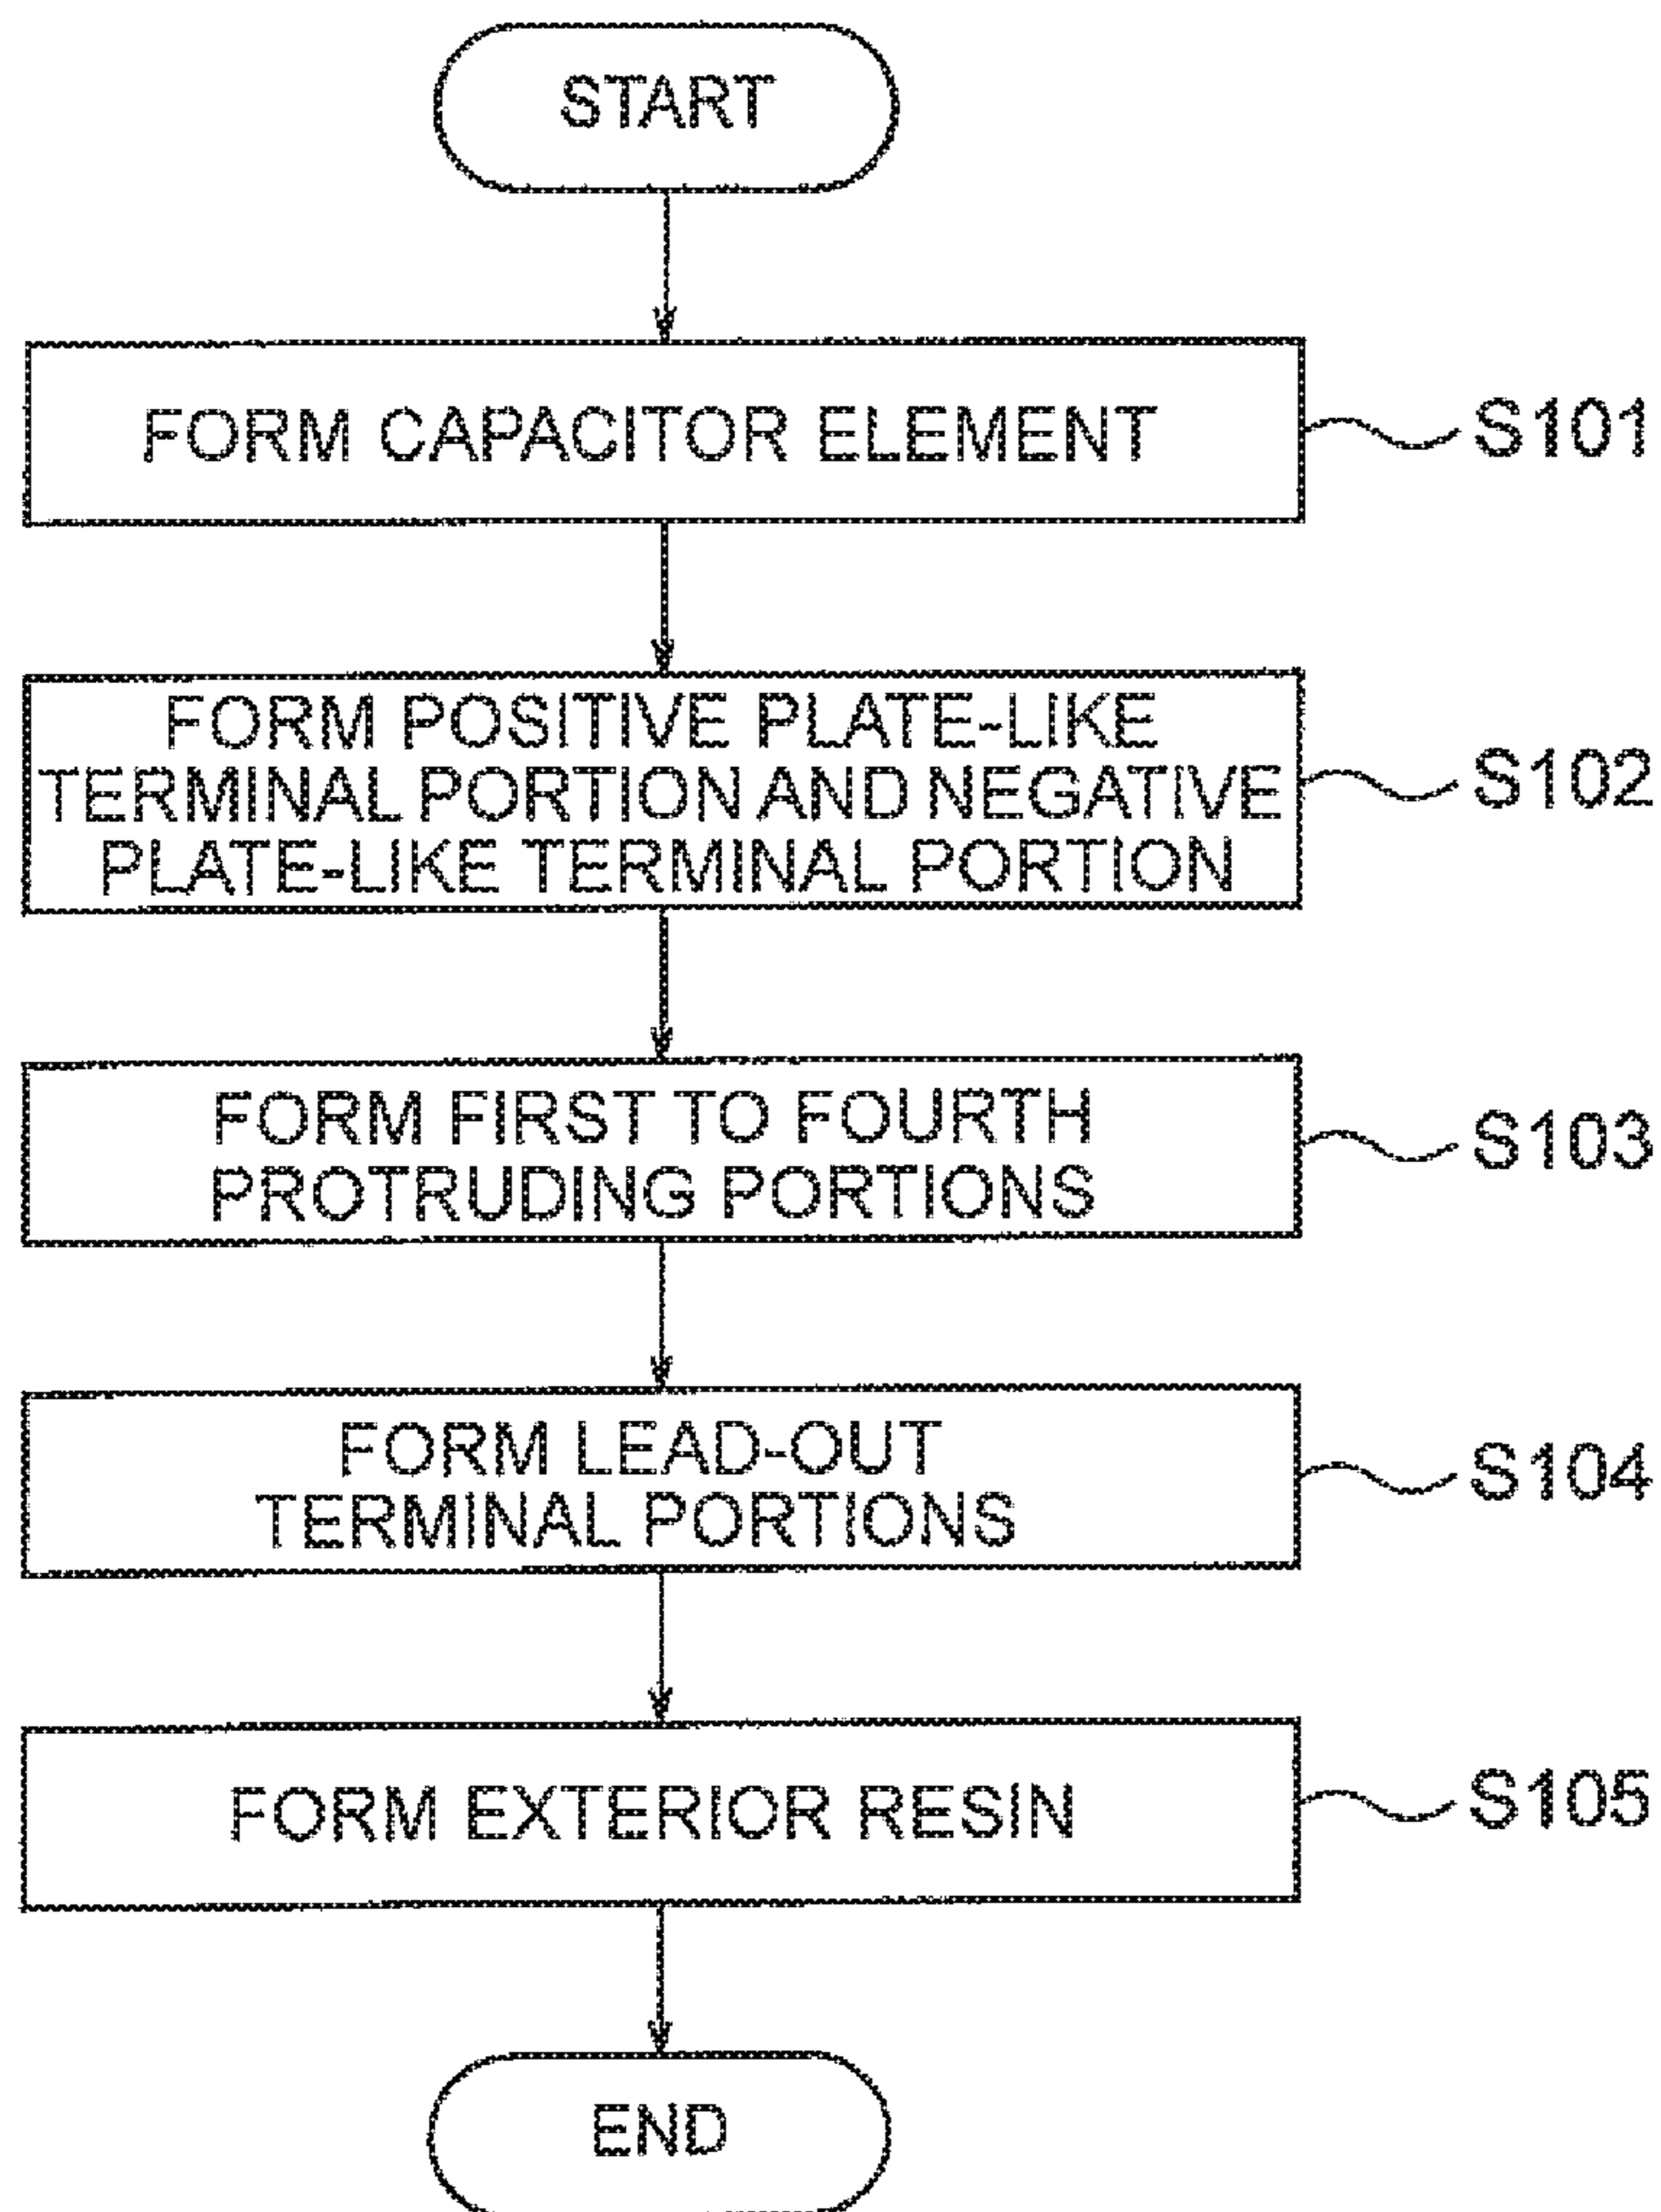 START
FORM CAPACITOR ELEMENT
S101
FORM POSITIVE PLATE-LIKE
TERMINAL PORTION AND NEGATIVE
PLATE-LIKE TERMINAL PORTION
S102
FORM FIRST TO FOURTH
PROTRUDING PORTIONS
S103
FORM LEAD-OUT
TERMINAL PORTIONS
S104
FORM EXTERIOR RESIN
S105
END